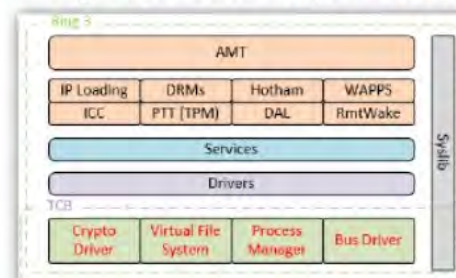 Ring 3
AMT
IP Loading
DRMs
Hotham
WAPPS
ICC
PTT (TPM)
DAL
RmtWake
Services
Drivers
TCB
Crypto Driver
Virtual File System
Process Manager
Bus Driver
Syslib